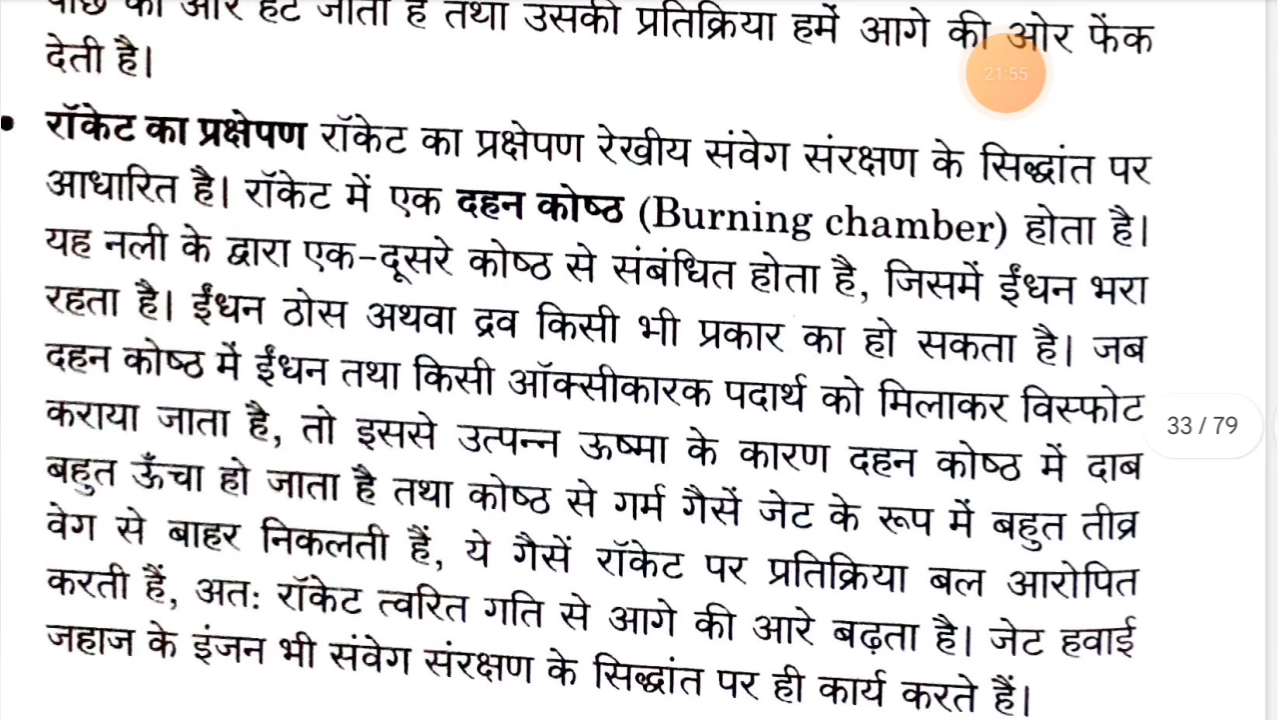 पीछे की ओर हट जाता है तथा उसकी प्रतिक्रिया हमें आगे की ओर फेंक
देती है।
21:55
• रॉकेट का प्रक्षेपण रॉकेट का प्रक्षेपण रेखीय संवेग संरक्षण के सिद्धांत पर
आधारित है। रॉकेट में एक दहन कोष्ठ (Burning chamber) होता है।
यह नली के द्वारा एक-दूसरे कोष्ठ से संबंधित होता है, जिसमें ईंधन भरा
रहता है। ईंधन ठोस अथवा द्रव किसी भी प्रकार का हो सकता है। जब
दहन कोष्ठ में ईंधन तथा किसी ऑक्सीकारक पदार्थ को मिलाकर विस्फोट
कराया जाता है, तो इससे उत्पन्न ऊष्मा के कारण दहन कोष्ठ में दाब
बहुत ऊँचा हो जाता है तथा कोष्ठ से गर्म गैसें जेट के रूप में बहुत तीव्र
वेग से बाहर निकलती हैं, ये गैसें रॉकेट पर प्रतिक्रिया बल आरोपित
करती हैं, अत: रॉकेट त्वरित गति से आगे की आरे बढ़ता है। जेट हवाई
जहाज के इंजन भी संवेग संरक्षण के सिद्धांत पर ही कार्य करते हैं।
33 / 79